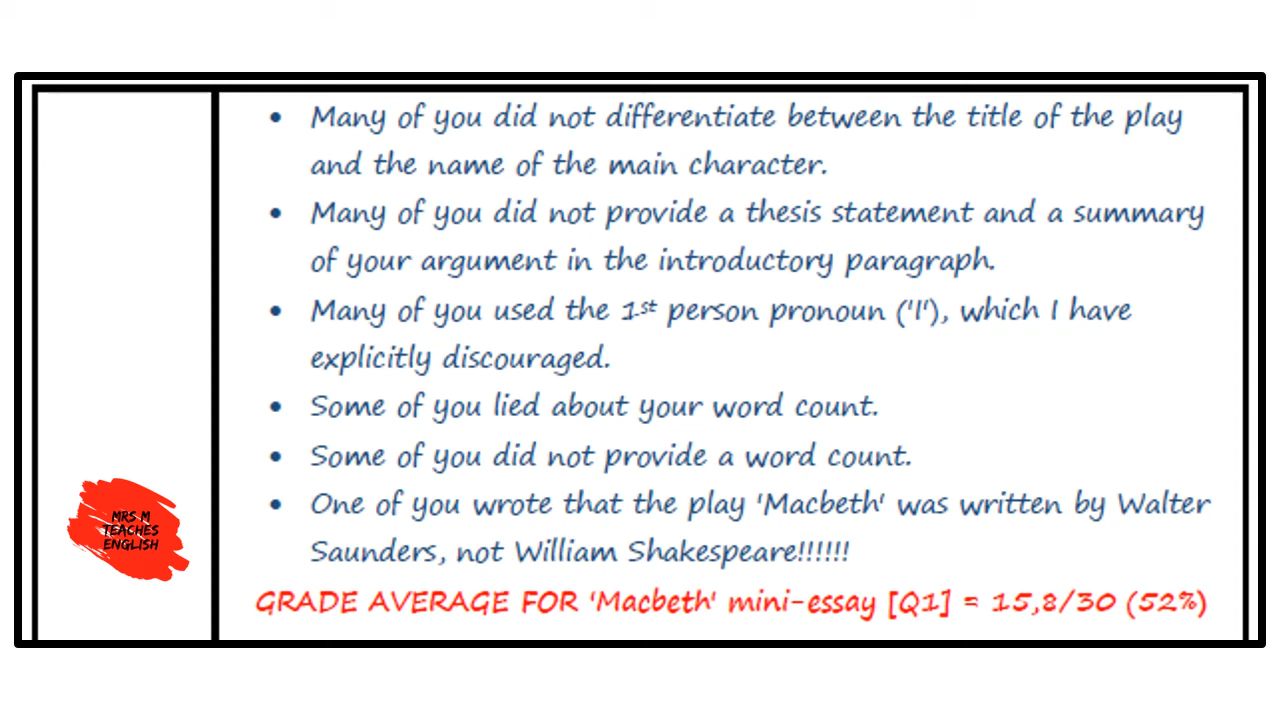 • Many of you did not differentiate between the title of the play
and the name of the main character.
• Many of you did not provide a thesis statement and a summary
of your argument in the introductory paragraph.
• Many of you used the 1st person pronoun ('I'), which I have
explicitly discouraged.
• Some of you lied about your word count.
• Some of you did not provide a word count.
• One of you wrote that the play 'Macbeth' was written by Walter
Saunders, not William Shakespeare!!!!!!
GRADE AVERAGE FOR 'Macbeth' mini-essay [Q1] = 15,8/30 (52%)
MRS M
TEACHES
ENGLISH